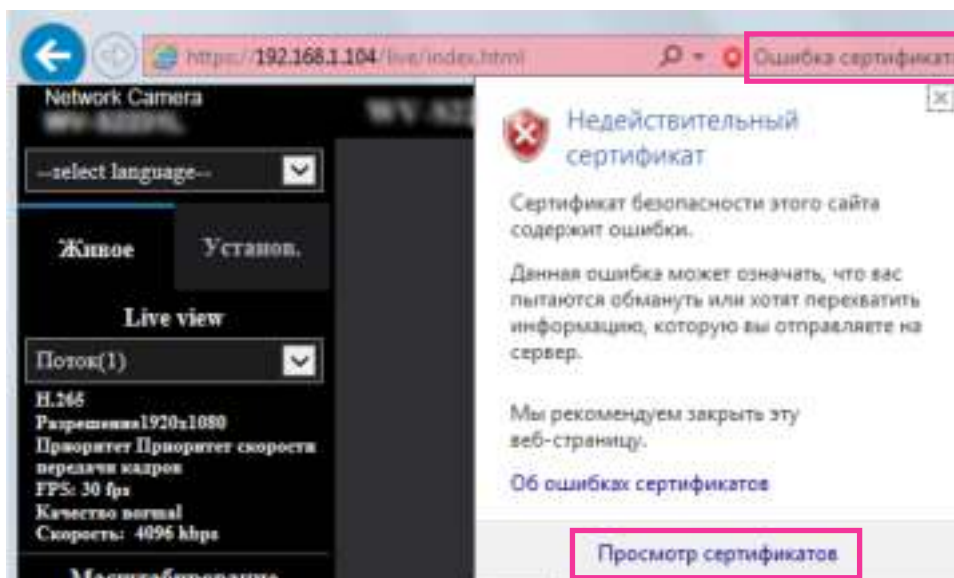 https://192.168.1.104/live/index.html
Ошибка сертификата
Network Camera
--select language--
Живое
Установ.
Live view
Поток(1)
H.265
Разрешение1920x1080
Приоритет Приоритет скорости
передачи кадров
FPS: 30 fps
Качество normal
Скорость: 4096 kbps
Масштабирование
Недействительный
сертификат
Сертификат безопасности этого сайта
содержит ошибки.
Данная ошибка может означать, что вас
пытаются обмануть или хотят перехватить
информацию, которую вы отправляете на
сервер.
Мы рекомендуем закрыть эту
веб-страницу.
Об ошибках сертификатов
Просмотр сертификатов